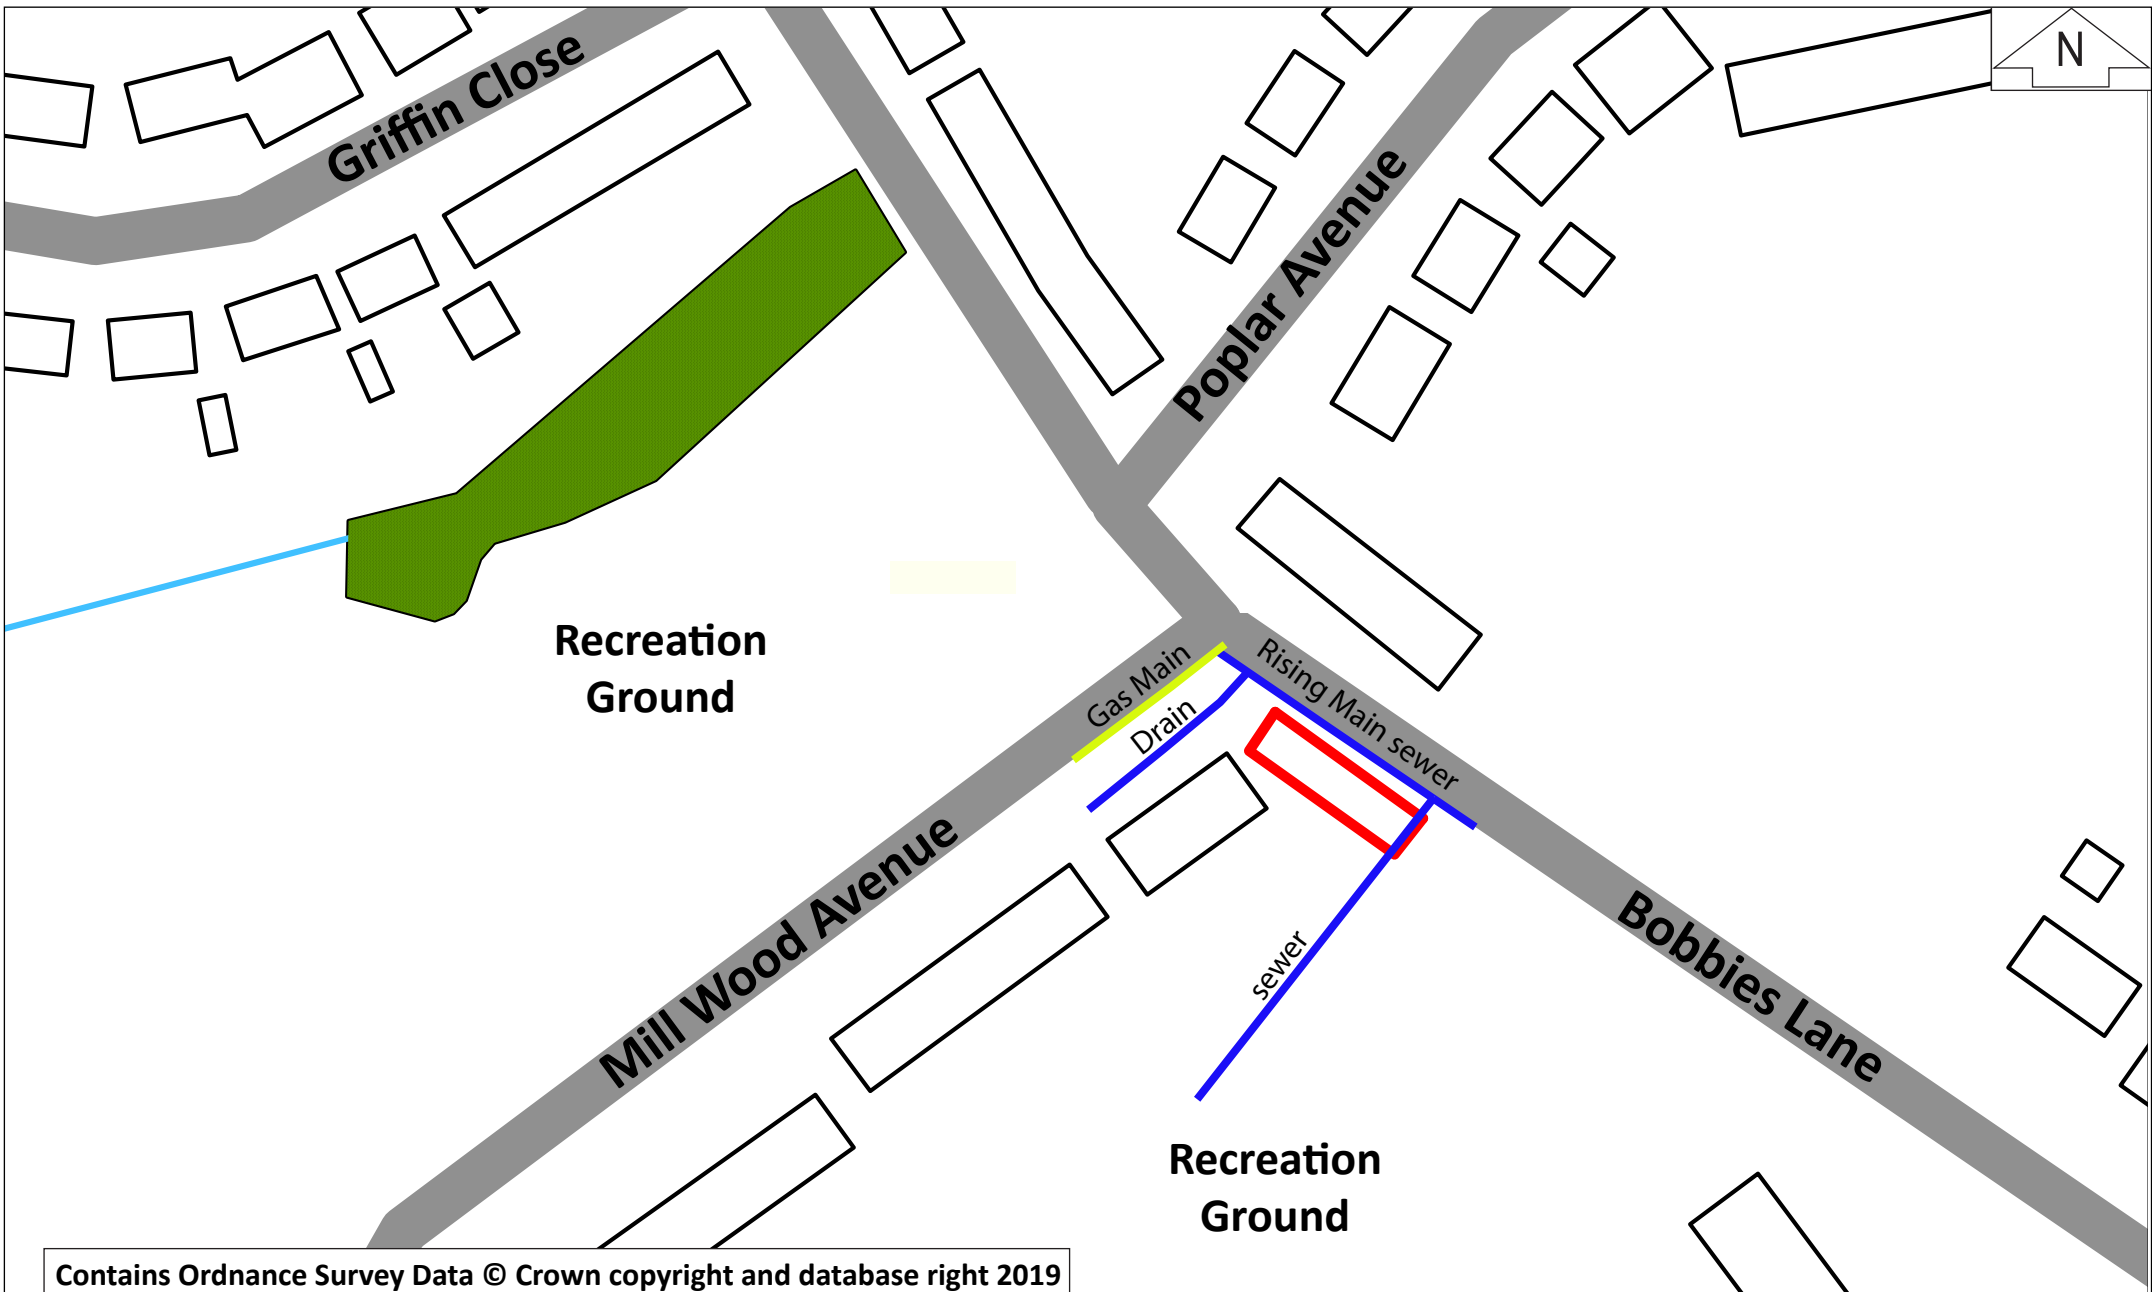 N
Griffin Close
Poplar Avenue
Recreation
Ground
Gas Main
Rising Main sewer
Drain
Mill Wood Avenue
Bobbies Lane
sewer
Recreation
Ground
Contains Ordnance Survey Data © Crown copyright and database right 2019